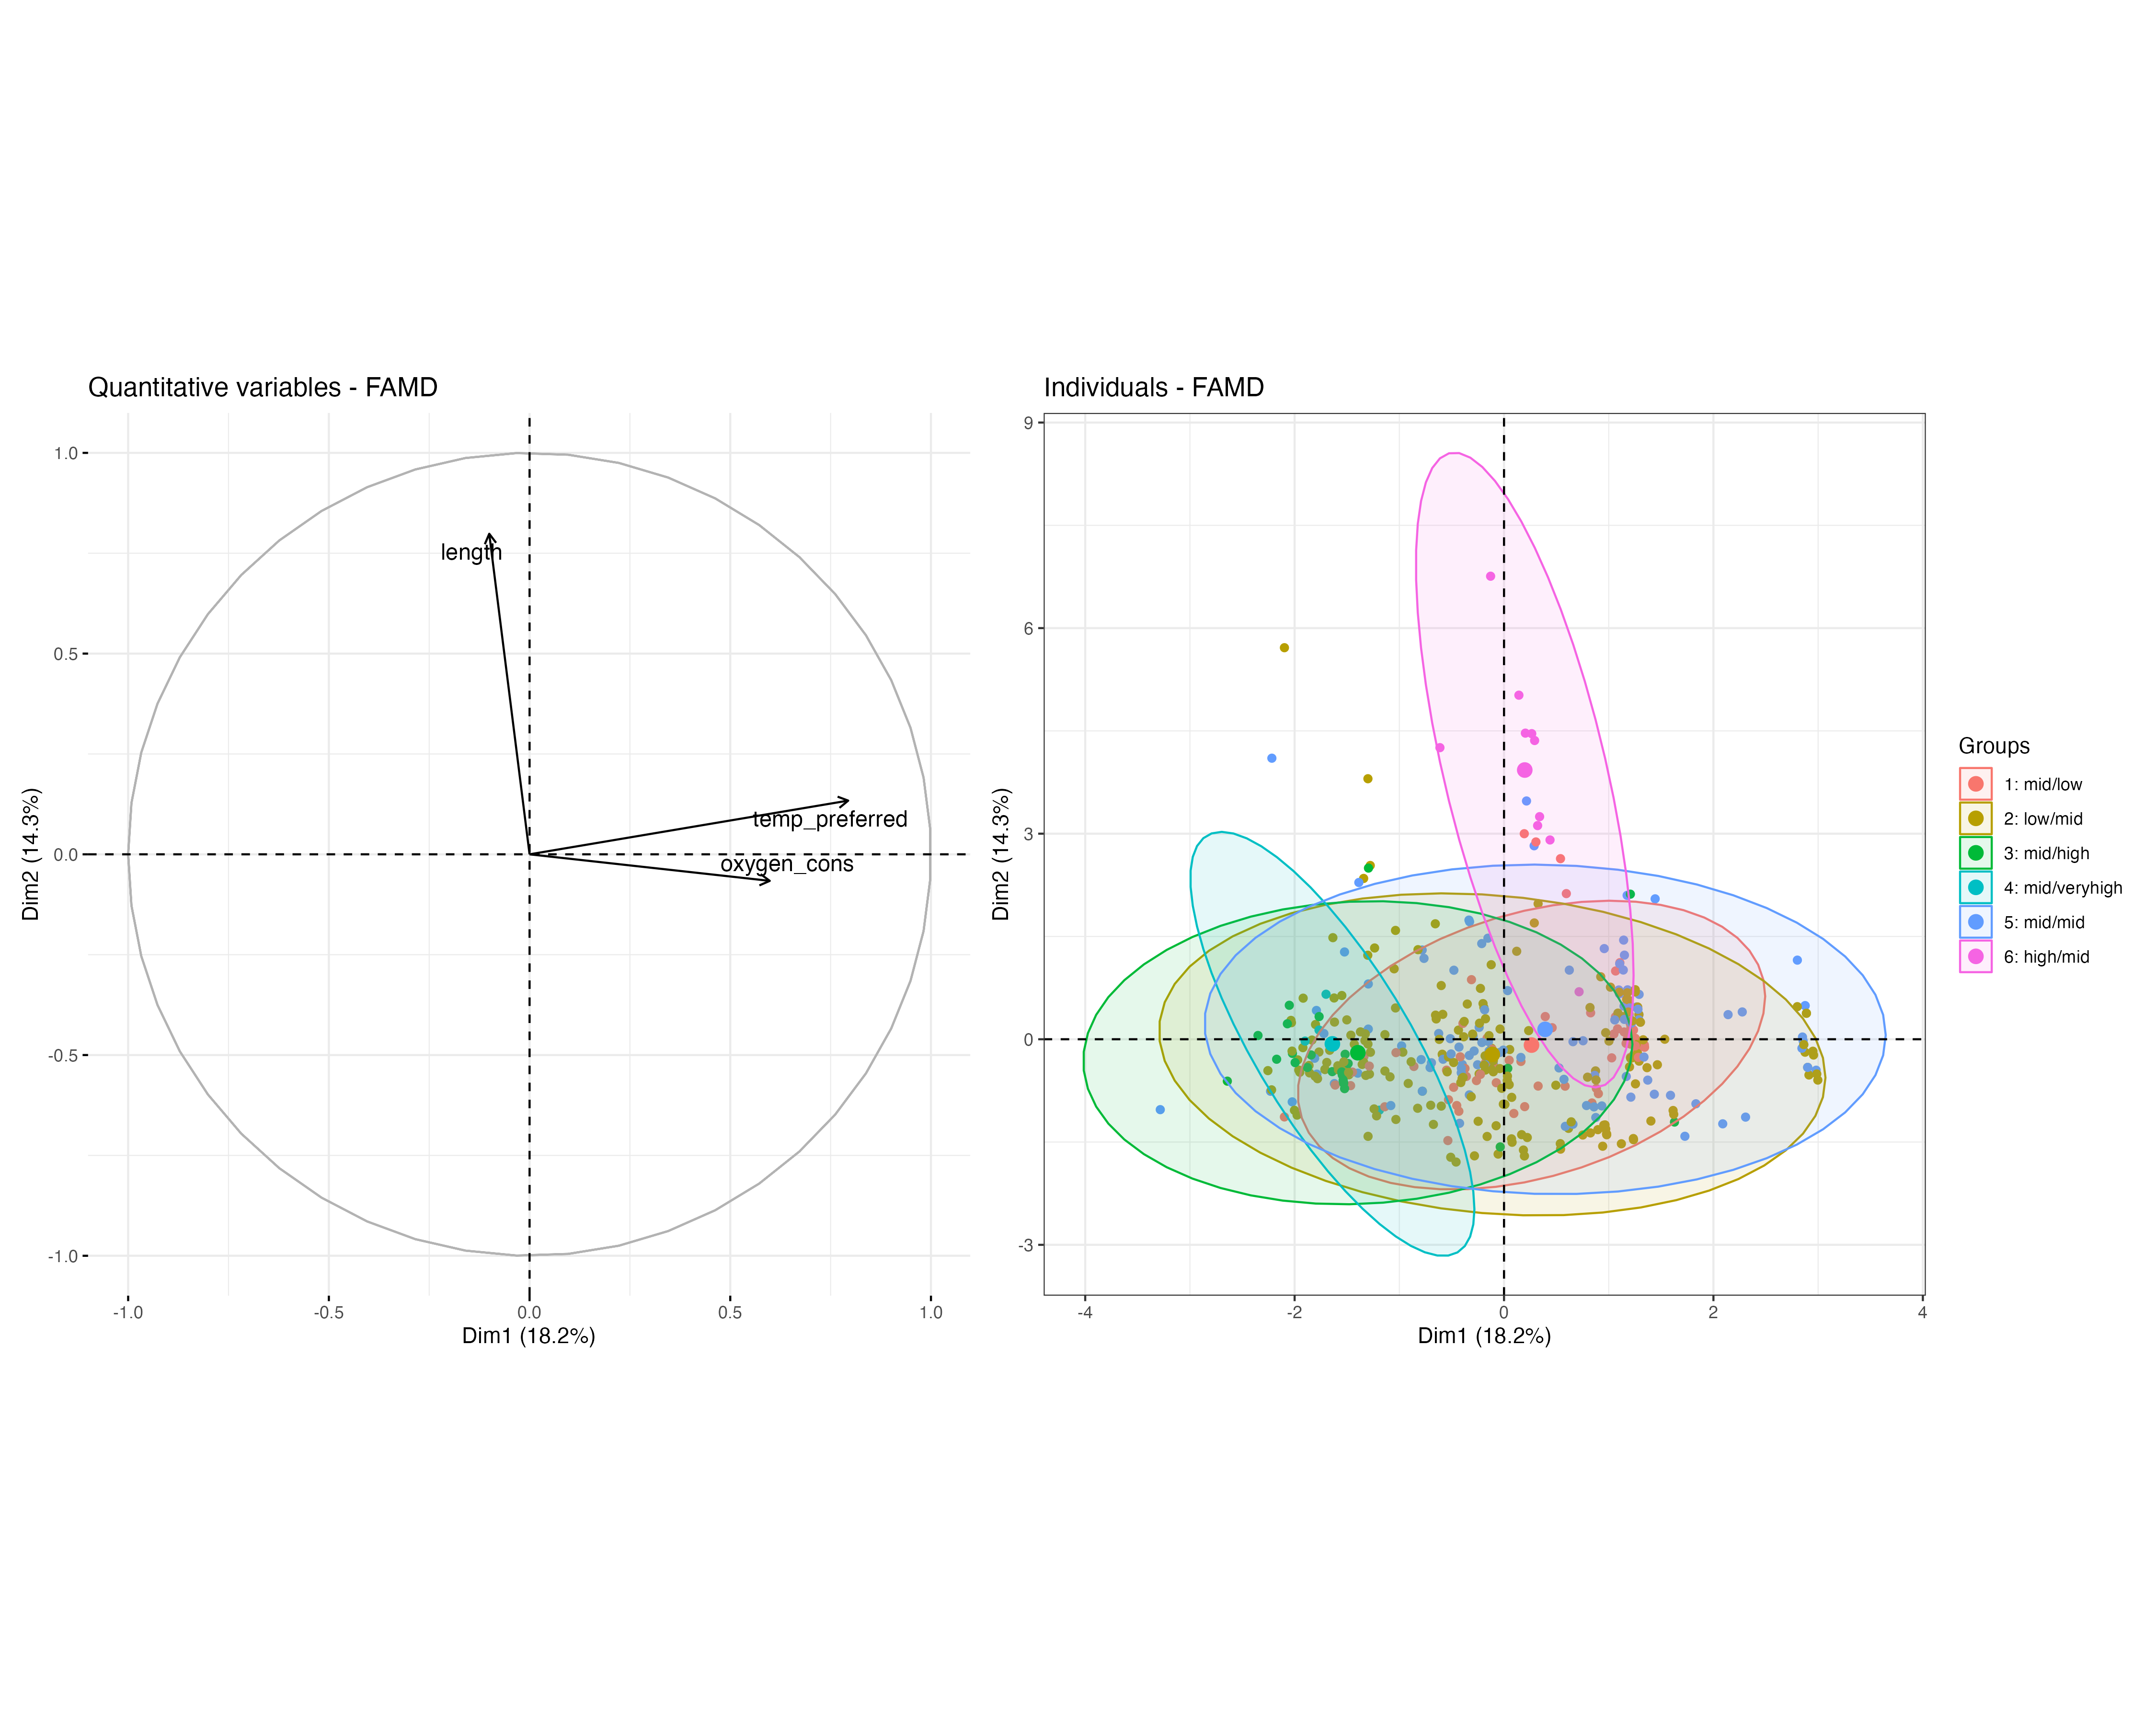 Quantitative variables - FAMD
1.0
0.5
0.0
-0.5
-1.0
length
temp_preferred
oxygen_cons
-1.0
-0.5
0.0
0.5
1.0
Dim1 (18.2%)
Dim2 (14.3%)
Individuals - FAMD
9
6
3
0
-3
-4
-2
0
2
4
Dim1 (18.2%)
Dim2 (14.3%)
Groups
1: mid/low
2: low/mid
3: mid/high
4: mid/veryhigh
5: mid/mid
6: high/mid